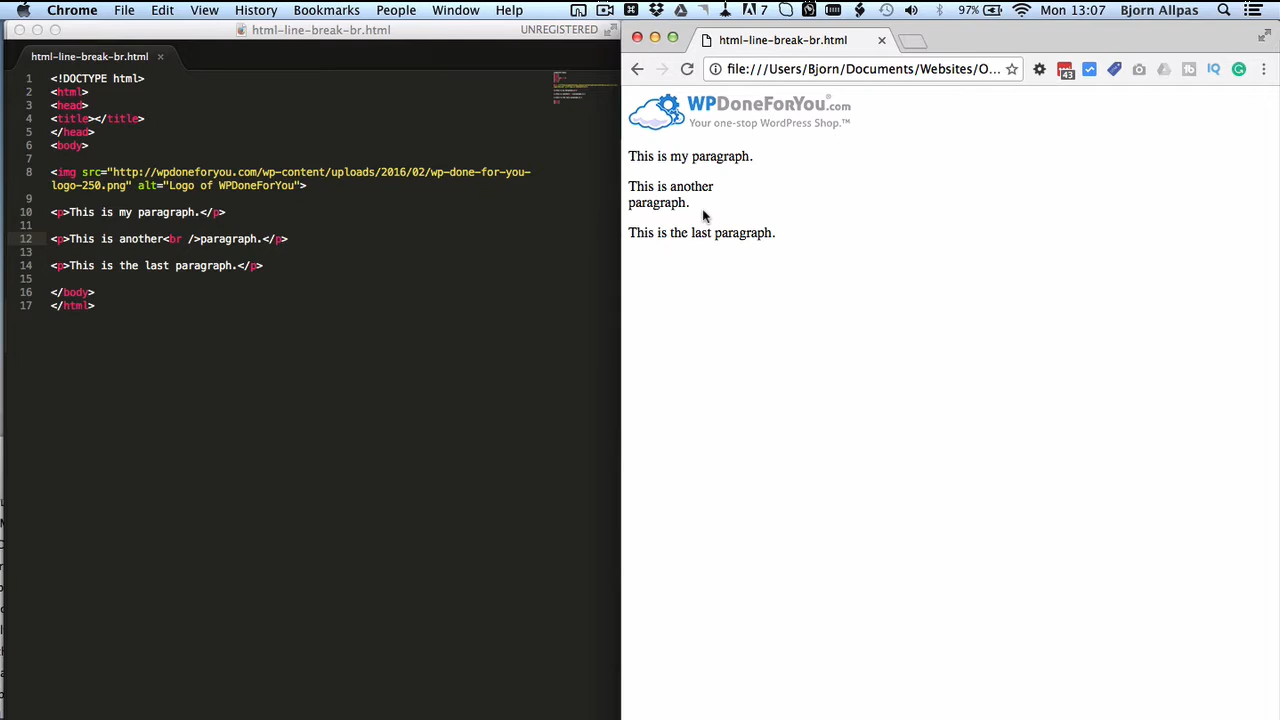 Chrome File Edit View History Bookmarks People Window Help 7 97% Mon 13:07 Bjorn Allpas
html-line-break-br.html UNREGISTERED
html-line-break-br.html
1 <!DOCTYPE html>
2 <html>
3 <head>
4 <title></title>
5 </head>
6 <body>
7
8 <img src="http://wpdoneforyou.com/wp-content/uploads/2016/02/wp-done-for-you-
logo-250.png" alt="Logo of WPDoneForYou">
9
10 <p>This is my paragraph.</p>
11
12 <p>This is another<br />paragraph.</p>
13
14 <p>This is the last paragraph.</p>
15
16 </body>
17 </html>
html-line-break-br.html
file:///Users/Bjorn/Documents/Websites/O... 43 IQ
WPDoneForYou®.com
Your one-stop WordPress Shop.™
This is my paragraph.
This is another
paragraph.
This is the last paragraph.